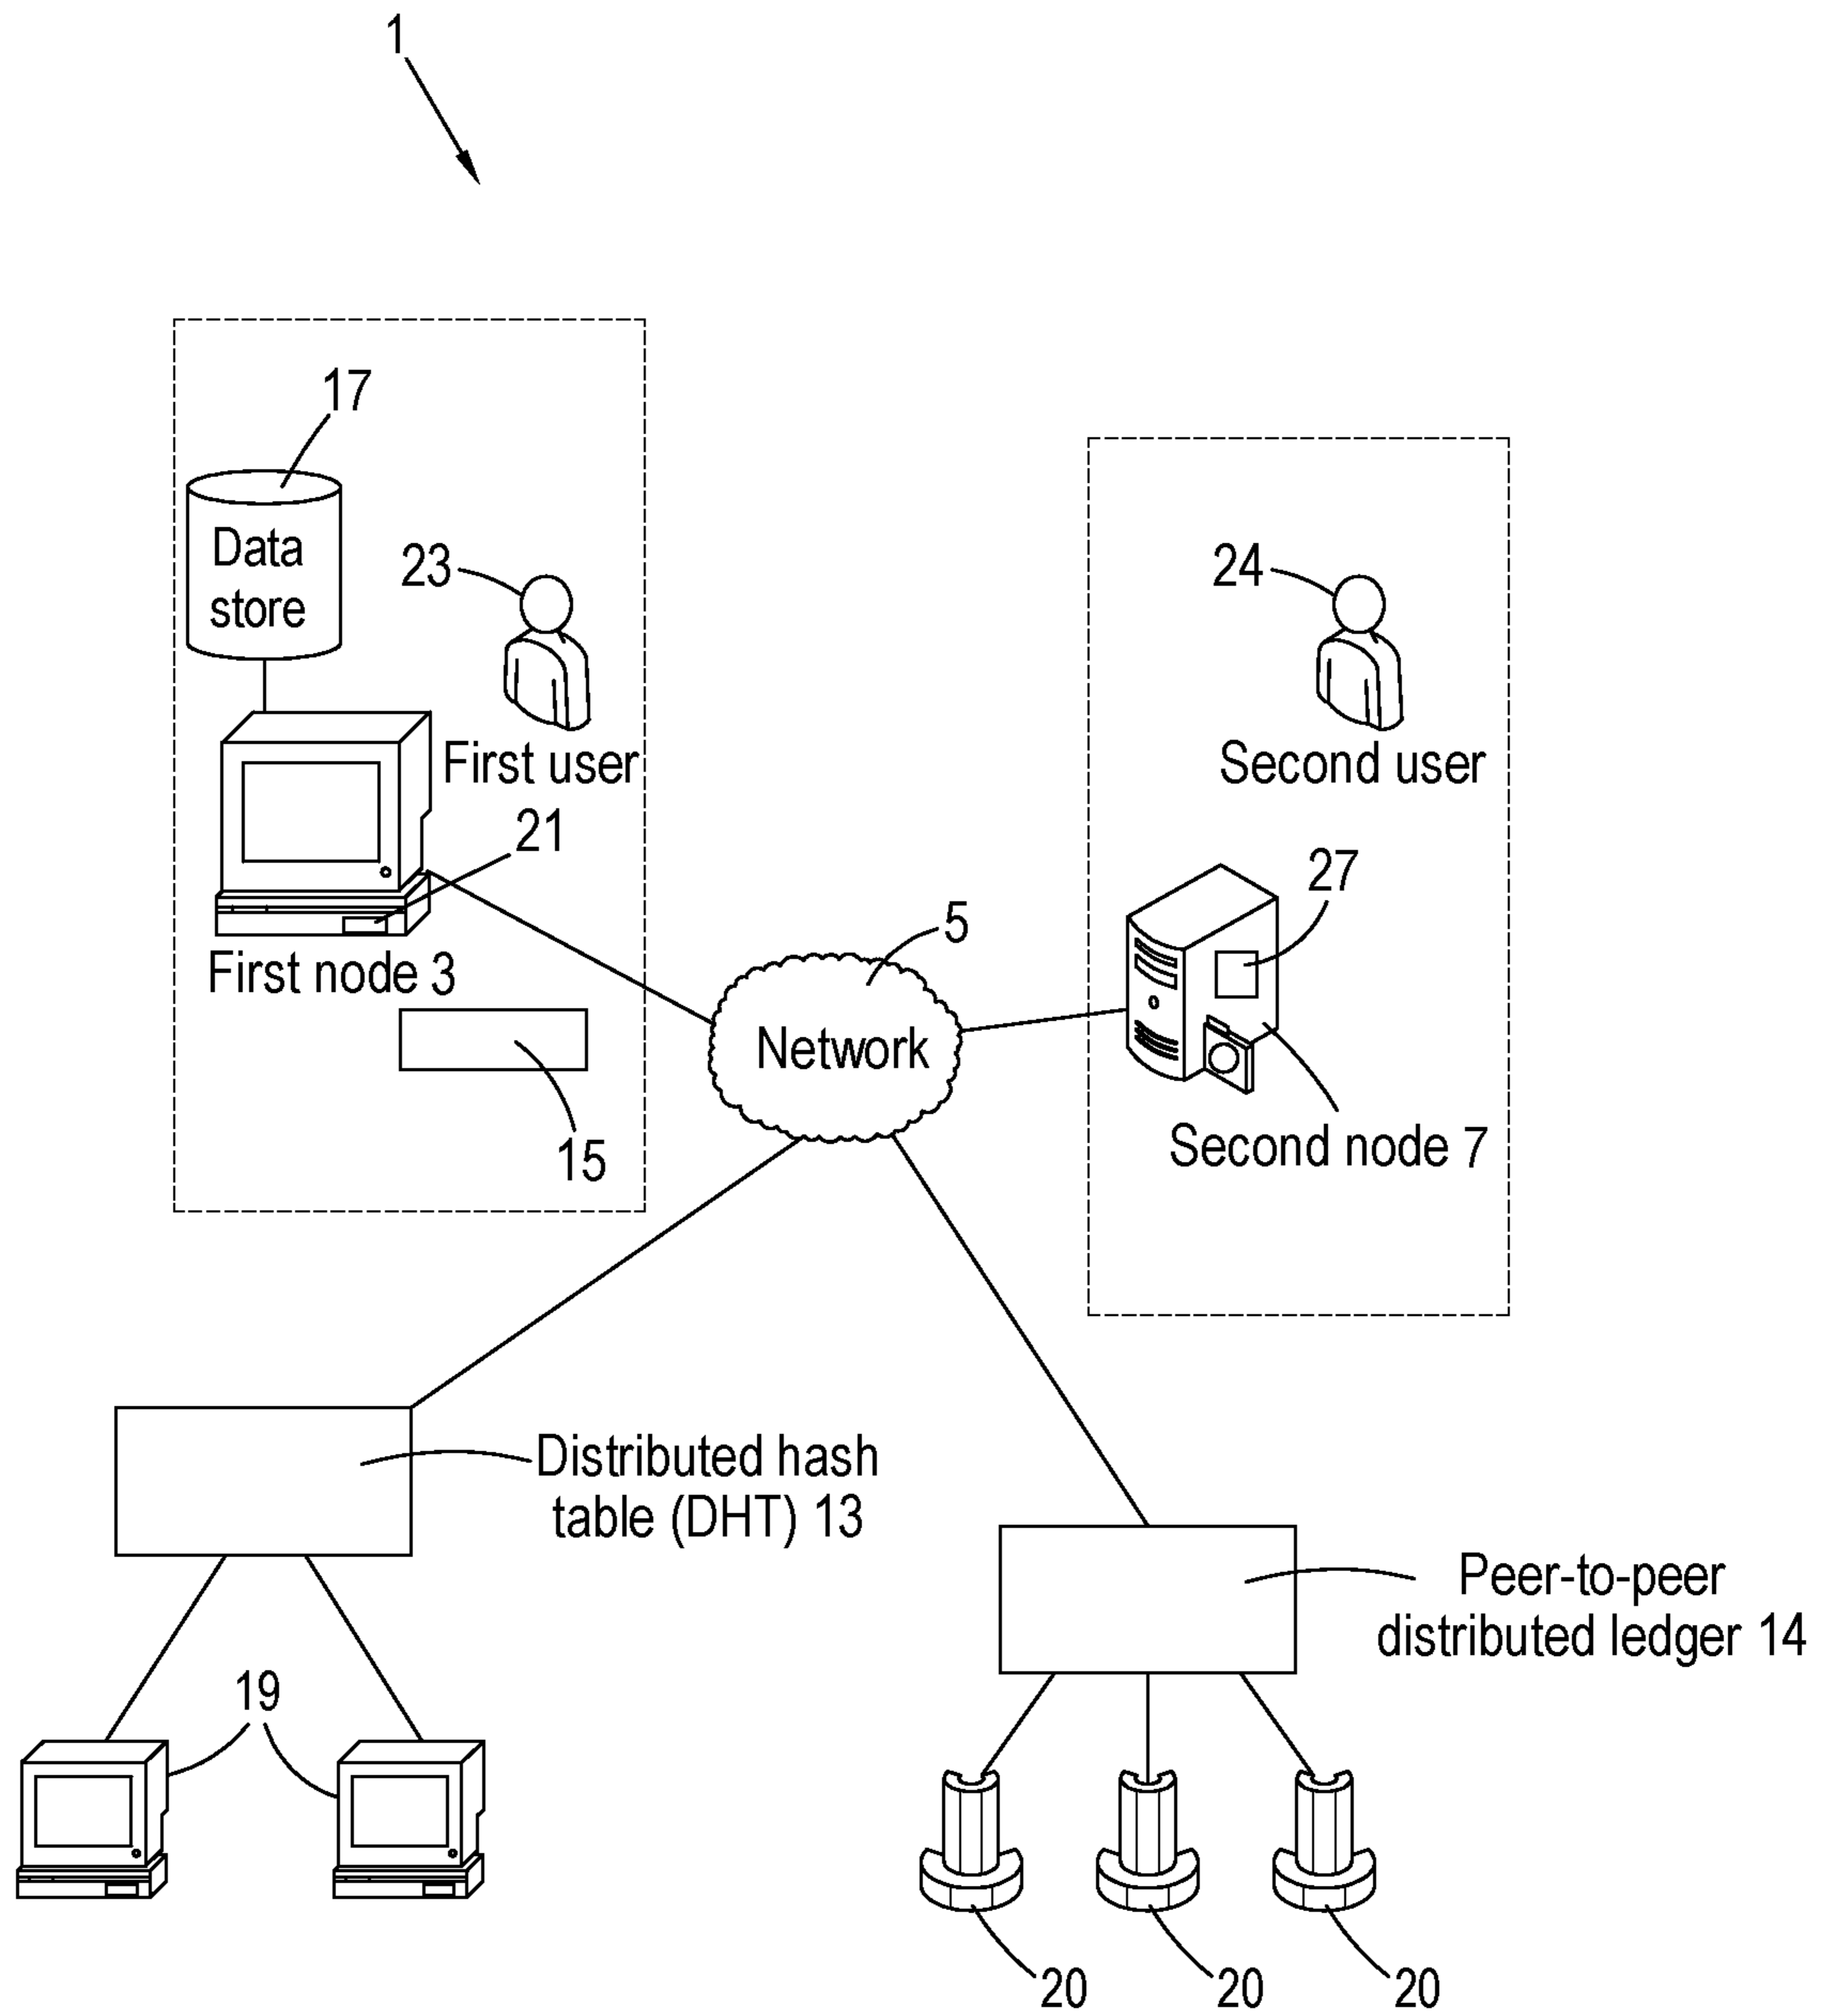 1
17
Data
store
23
First user
24
Second user
21
27
First node 3
5
Network
15
Second node 7
Distributed hash
table (DHT) 13
Peer-to-peer
distributed ledger 14
19
20
20
20